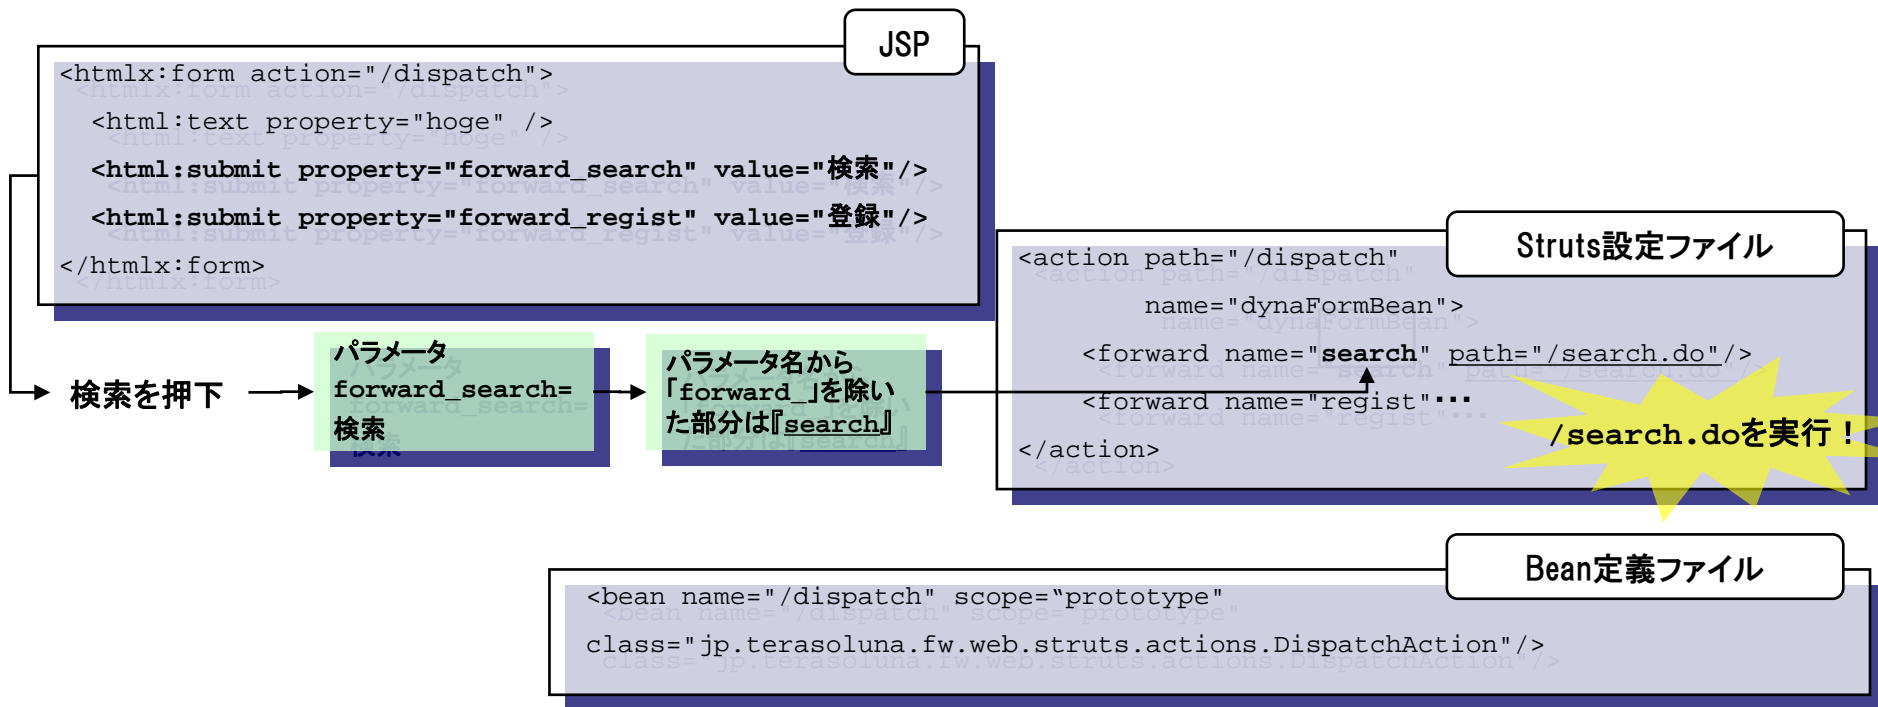 JSP
<htmlx:form action="/dispatch">
<html:text property="hoge" />
<html:submit property="forward_search" value="検索"/>
<html:submit property="forward_regist" value="登録"/>
</htmlx:form>
検索を押下
パラメータ
forward_search=
検索
パラメータ名から
「forward_」を除い
た部分は『search』
Struts設定ファイル
<action path="/dispatch"
name="dynaFormBean">
<forward name="search" path="/search.do"/>
<forward name="regist"…
</action>
/search.doを実行！
Bean定義ファイル
<bean name="/dispatch" scope=“prototype"
class="jp.terasoluna.fw.web.struts.actions.DispatchAction"/>